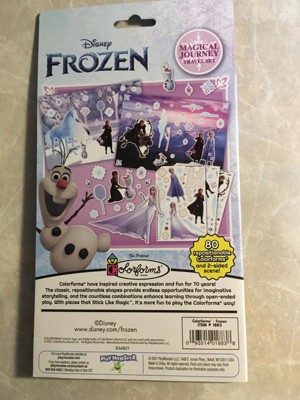 Disney
FROZEN
MAGICAL
JOURNEY
TRAVEL SET
80
Repositionable
Colorforms®
and 2-sided
scene!
The Original
Colorforms®
Colorforms® have inspired creative expression and fun for 70 years!
The classic, repositionable shapes provide endless opportunities for imaginative
storytelling, and the countless combinations enhance learning through open-ended
play. With pieces that Stick Like Magic®, it's more fun to play the Colorforms® way!
©Disney
www.disney.com/frozen
Colorforms® - Frozen
PLAYMONSTER